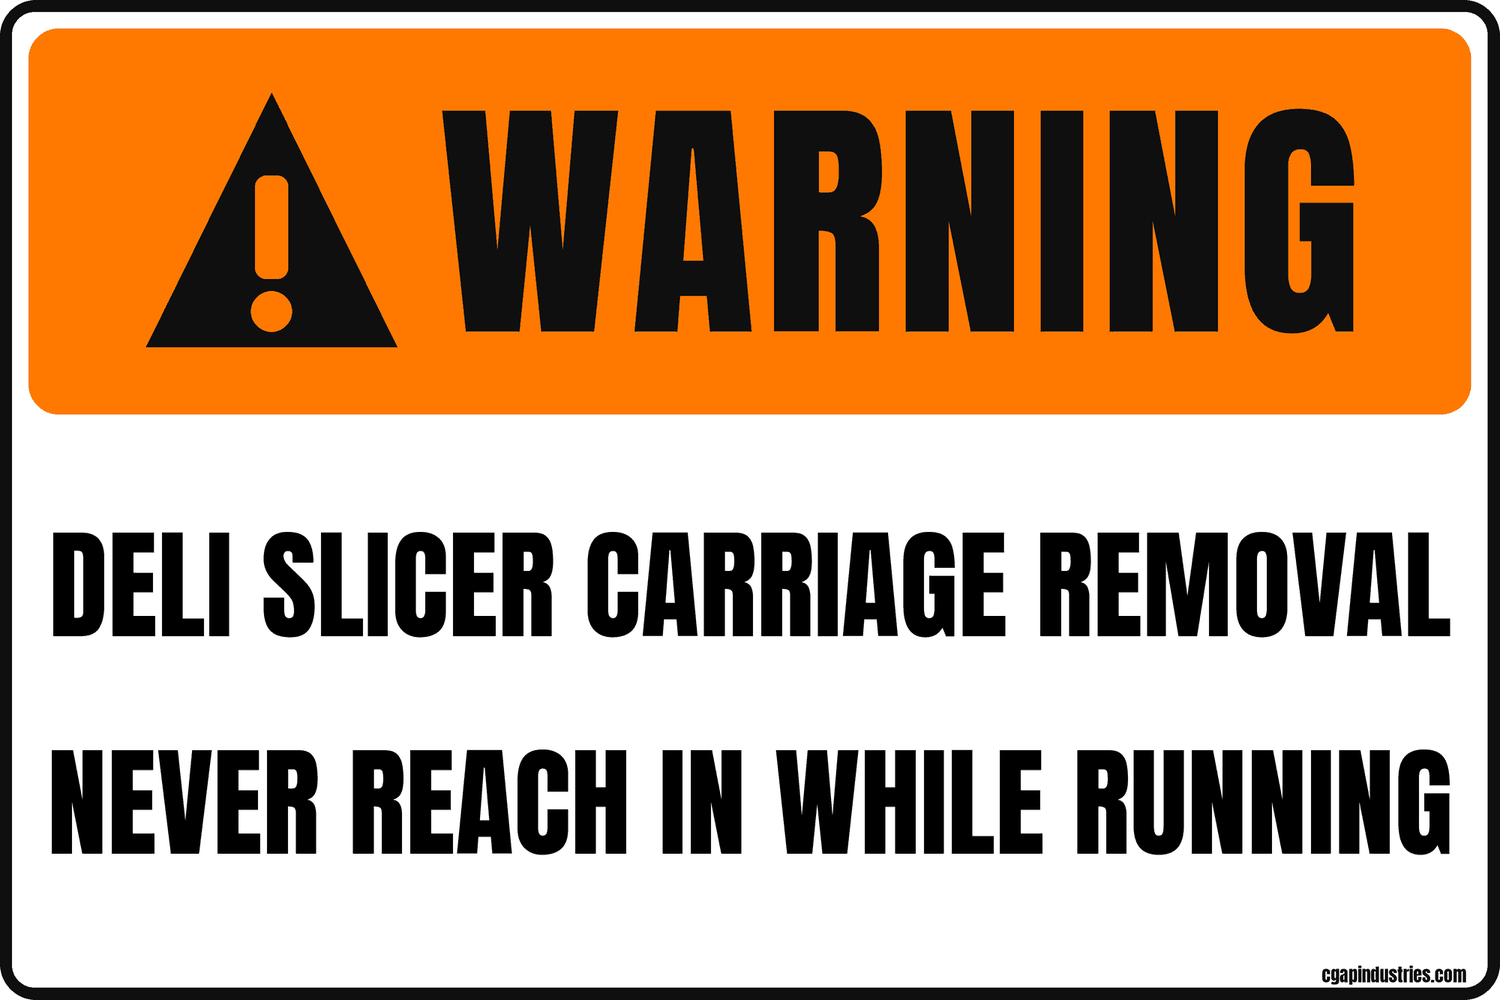 WARNING
DELI SLICER CARRIAGE REMOVAL
NEVER REACH IN WHILE RUNNING
cgapindustries.com